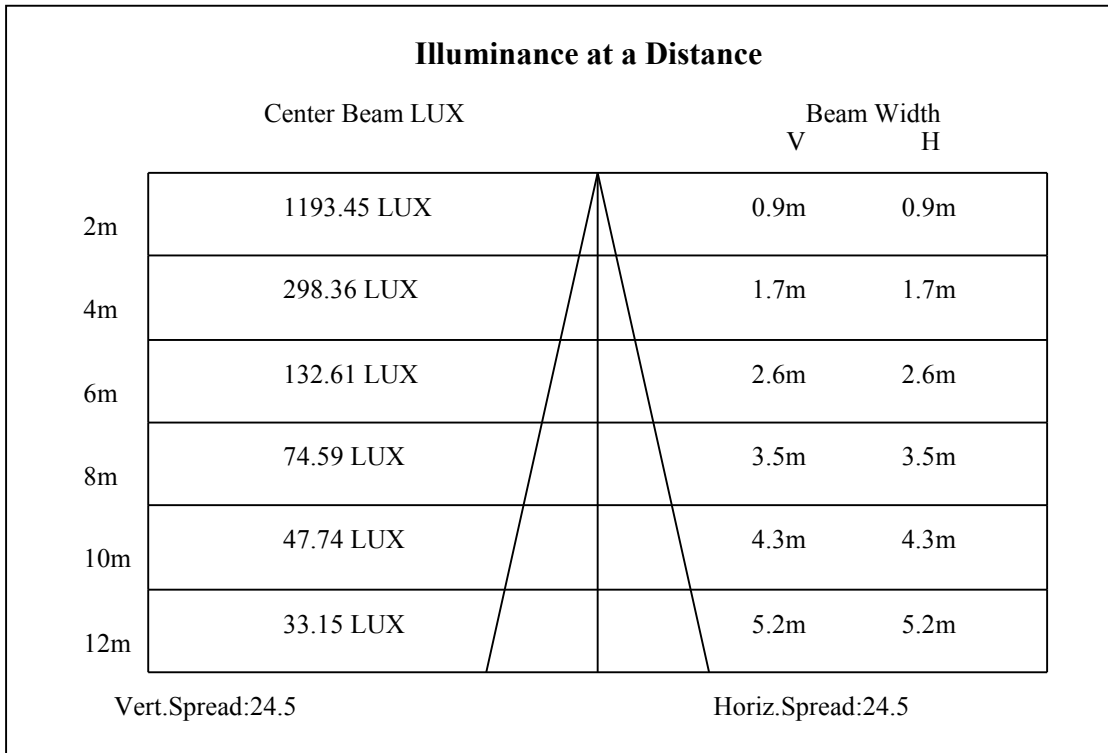 Illuminance at a Distance
Center Beam LUX Beam Width
V H
2m 1193.45 LUX 0.9m 0.9m
4m 298.36 LUX 1.7m 1.7m
6m 132.61 LUX 2.6m 2.6m
8m 74.59 LUX 3.5m 3.5m
10m 47.74 LUX 4.3m 4.3m
12m 33.15 LUX 5.2m 5.2m
Vert.Spread:24.5 Horiz.Spread:24.5